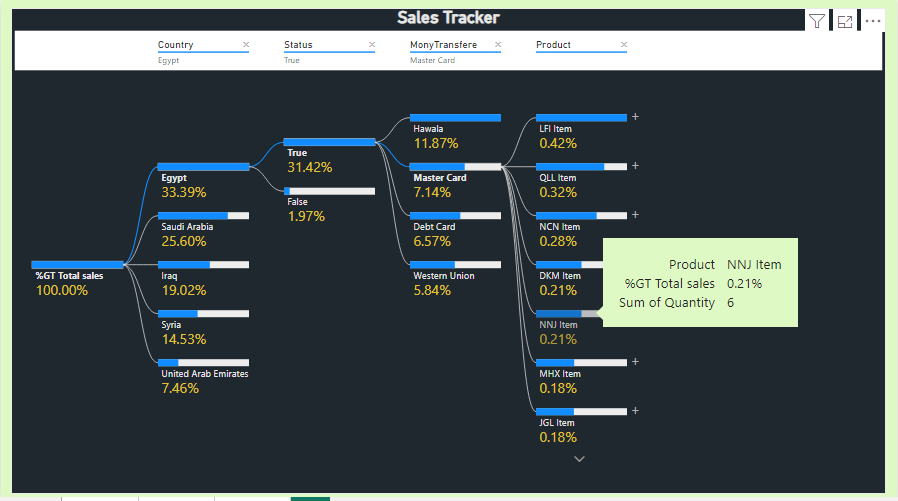 Sales Tracker
Country ×
Egypt
Status ×
True
MonyTransfere ×
Master Card
Product ×
%GT Total sales
100.00%
Egypt
33.39%
Saudi Arabia
25.60%
Iraq
19.02%
Syria
14.53%
United Arab Emirates
7.46%
True
31.42%
False
1.97%
Hawala
11.87%
Master Card
7.14%
Debt Card
6.57%
Western Union
5.84%
LFI Item
0.42%
QLL Item
0.32%
NCN Item
0.28%
DKM Item
0.21%
NNJ Item
0.21%
MHX Item
0.18%
JGL Item
0.18%
Product NNJ Item
%GT Total sales 0.21%
Sum of Quantity 6